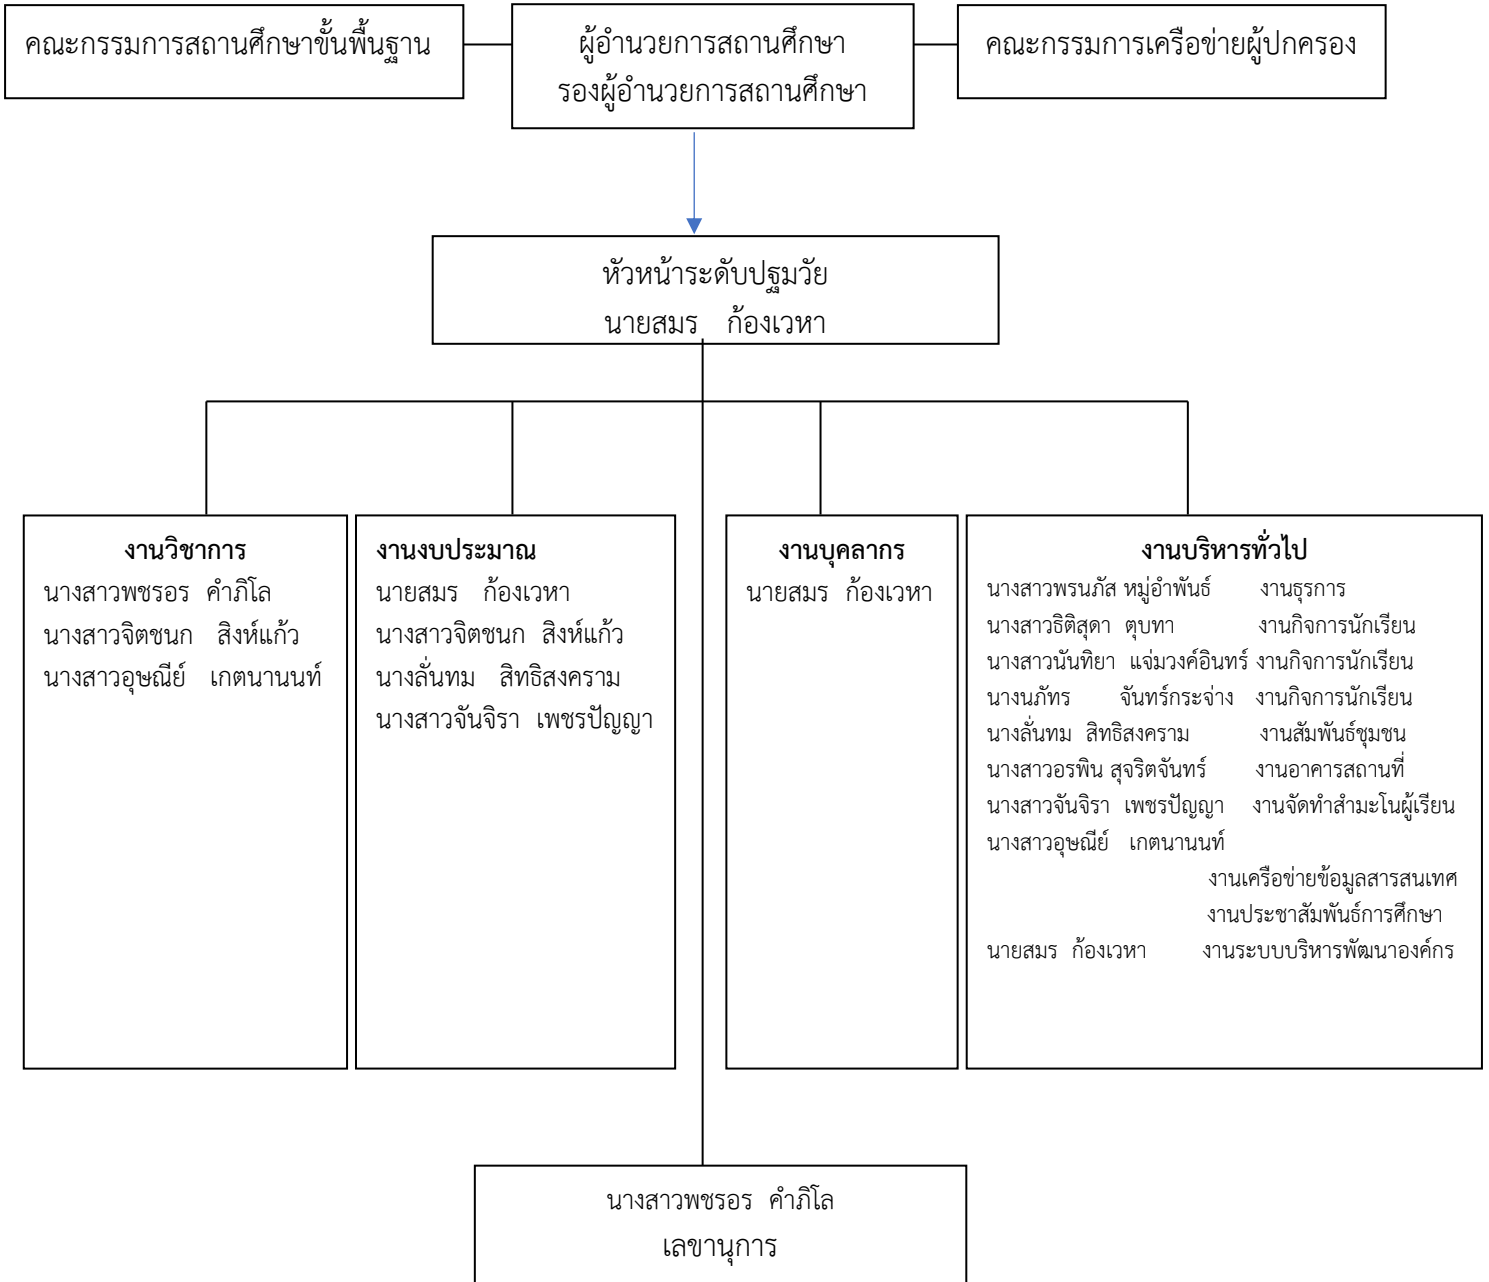 คณะกรรมการสถานศึกษาขั้นพื้นฐาน
ผู้อำนวยการสถานศึกษา
รองผู้อำนวยการสถานศึกษา
คณะกรรมการเครือข่ายผู้ปกครอง
หัวหน้าระดับปฐมวัย
นายสมร ก้องเวหา
งานวิชาการ
นางสาวพชรอร คำภิโล
นางสาวจิตชนก สิงห์แก้ว
นางสาวอุษณีย์ เกตนานนท์
งานงบประมาณ
นายสมร ก้องเวหา
นางสาวจิตชนก สิงห์แก้ว
นางลั่นทม สิทธิสงคราม
นางสาวจันจิรา เพชรปัญญา
งานบุคลากร
นายสมร ก้องเวหา
งานบริหารทั่วไป
นางสาวพรนภัส หมู่อำพันธ์ งานธุรการ
นางสาวธิติสุดา ตุบทา งานกิจการนักเรียน
นางสาวนันทิยา แจ่มวงค์อินทร์ งานกิจการนักเรียน
นางนภัทร จันทร์กระจ่าง งานกิจการนักเรียน
นางลั่นทม สิทธิสงคราม งานสัมพันธ์ชุมชน
นางสาวอรพิน สุจริตจันทร์ งานอาคารสถานที่
นางสาวจันจิรา เพชรปัญญา งานจัดทำสำมะโนผู้เรียน
นางสาวอุษณีย์ เกตนานนท์
งานเครือข่ายข้อมูลสารสนเทศ
งานประชาสัมพันธ์การศึกษา
นายสมร ก้องเวหา งานระบบบริหารพัฒนาองค์กร
นางสาวพชรอร คำภิโล
เลขานุการ